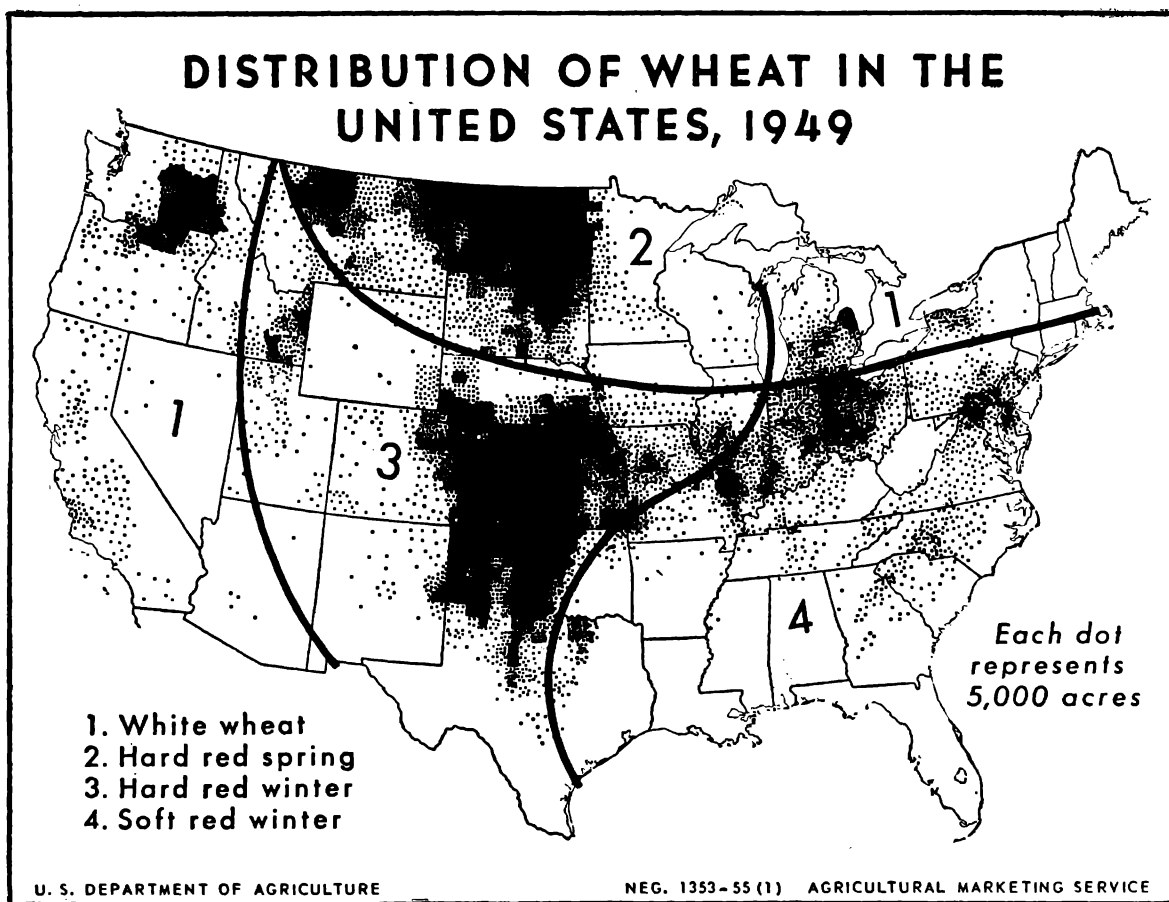 DISTRIBUTION OF WHEAT IN THE
UNITED STATES, 1949
2
1
1
3
4
Each dot
represents
5,000 acres
1. White wheat
2. Hard red spring
3. Hard red winter
4. Soft red winter
U. S. DEPARTMENT OF AGRICULTURE
NEG. 1353-55 (1) AGRICULTURAL MARKETING SERVICE